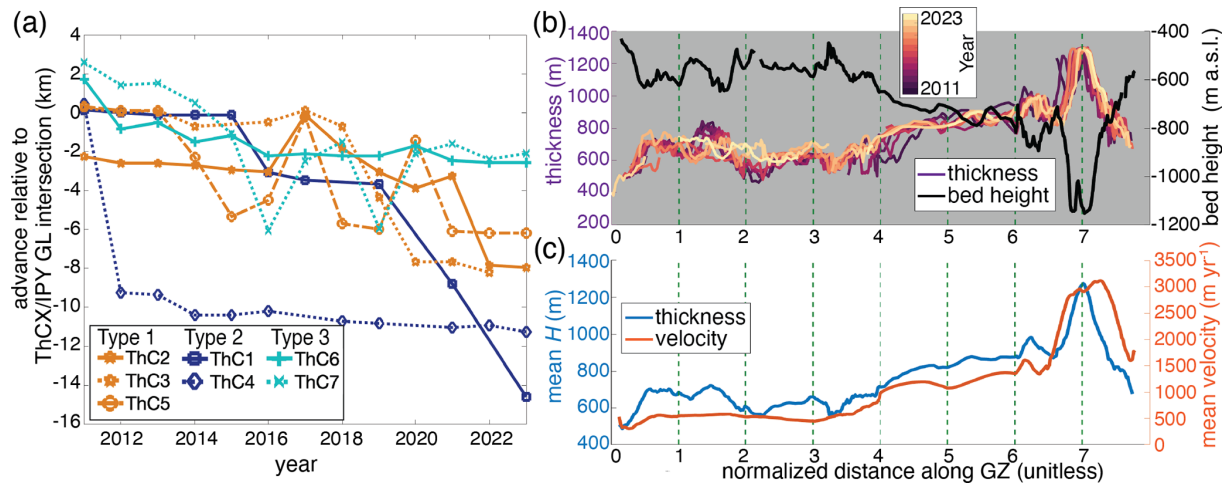 (a)
4
2
0
-2
-4
-6
-8
-10
-12
-14
-16
advance relative to
ThCX/IPY GL intersection (km)
Type 1 Type 2 Type 3
ThC2 ThC1 ThC6
ThC3 ThC4 ThC7
ThC5
2012 2014 2016 2018 2020 2022
year
(b)
1400
1200
1000
800
600
400
200
thickness (m)
2023
2011
Year
thickness
bed height
-400
-600
-800
-1000
-1200
bed height (m a.s.l.)
0 1 2 3 4 5 6 7
(c)
1400
1200
1000
800
600
400
mean H (m)
thickness
velocity
3500
3000
2500
2000
1500
1000
500
0
mean velocity (m yr⁻¹)
0 1 2 3 4 5 6 7
normalized distance along GZ (unitless)